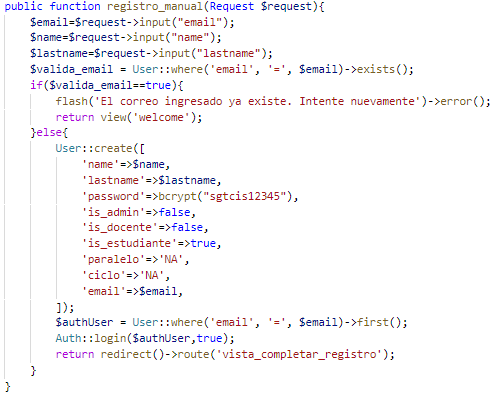 public function registro_manual(Request $request){
    $email=$request->input("email");
    $name=$request->input("name");
    $lastname=$request->input("lastname");
    $valida_email = User::where('email', '=', $email)->exists();
    if($valida_email==true){
        flash('El correo ingresado ya existe. Intente nuevamente')->error();
        return view('welcome');
    }else{
        User::create([
            'name'=>$name,
            'lastname'=>$lastname,
            'password'=>bcrypt("sgtcis12345"),
            'is_admin'=>false,
            'is_docente'=>false,
            'is_estudiante'=>true,
            'paralelo'=>'NA',
            'ciclo'=>'NA',
            'email'=>$email,
        ]);
        $authUser = User::where('email', '=', $email)->first();
        Auth::login($authUser,true);
        return redirect()->route('vista_completar_registro');
    }
}